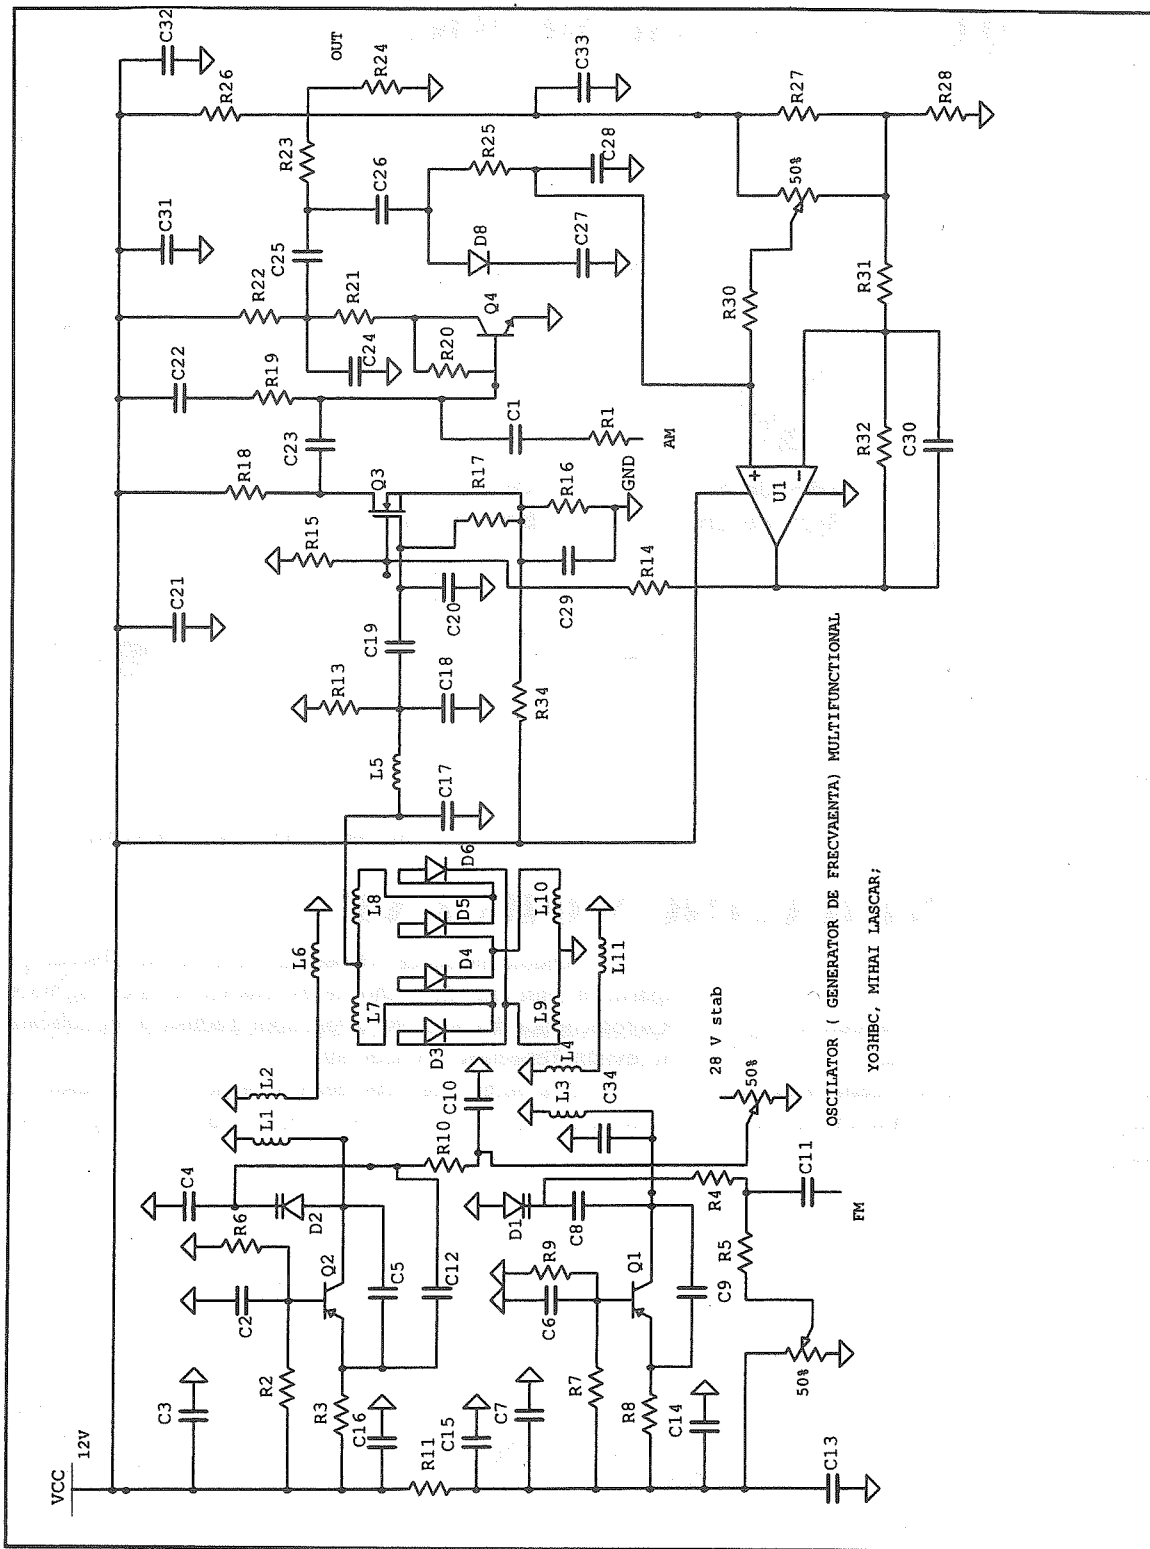 VCC
12V
C3
R2
R3
C16
R11
C15
C7
R7
R8
C14
50%
C13
C2
R6
Q2
C5
C12
C6
R9
Q1
C9
R5
C4
D2
D1
C8
R4
C11
FM
L1
L2
R10
C10
L3
C34
L4
28 V stab
50%
L6
L7
L8
D3
D4
D5
D6
L9
L10
L11
L5
C17
R13
C18
C19
C20
R34
C21
R15
R18
Q3
R17
R16
GND
C29
R14
C23
C22
R19
C1
R1
AM
R22
R21
C24
R20
Q4
C31
C25
C26
D8
C27
R25
C28
R23
OUT
R24
C32
R26
C33
R27
R28
50%
R30
R31
R32
C30
U1
+
-
OSCILATOR ( GENERATOR DE FRECVAENTA) MULTIFUNCTIONAL
YO3HBC, MIHAI LASCAR;